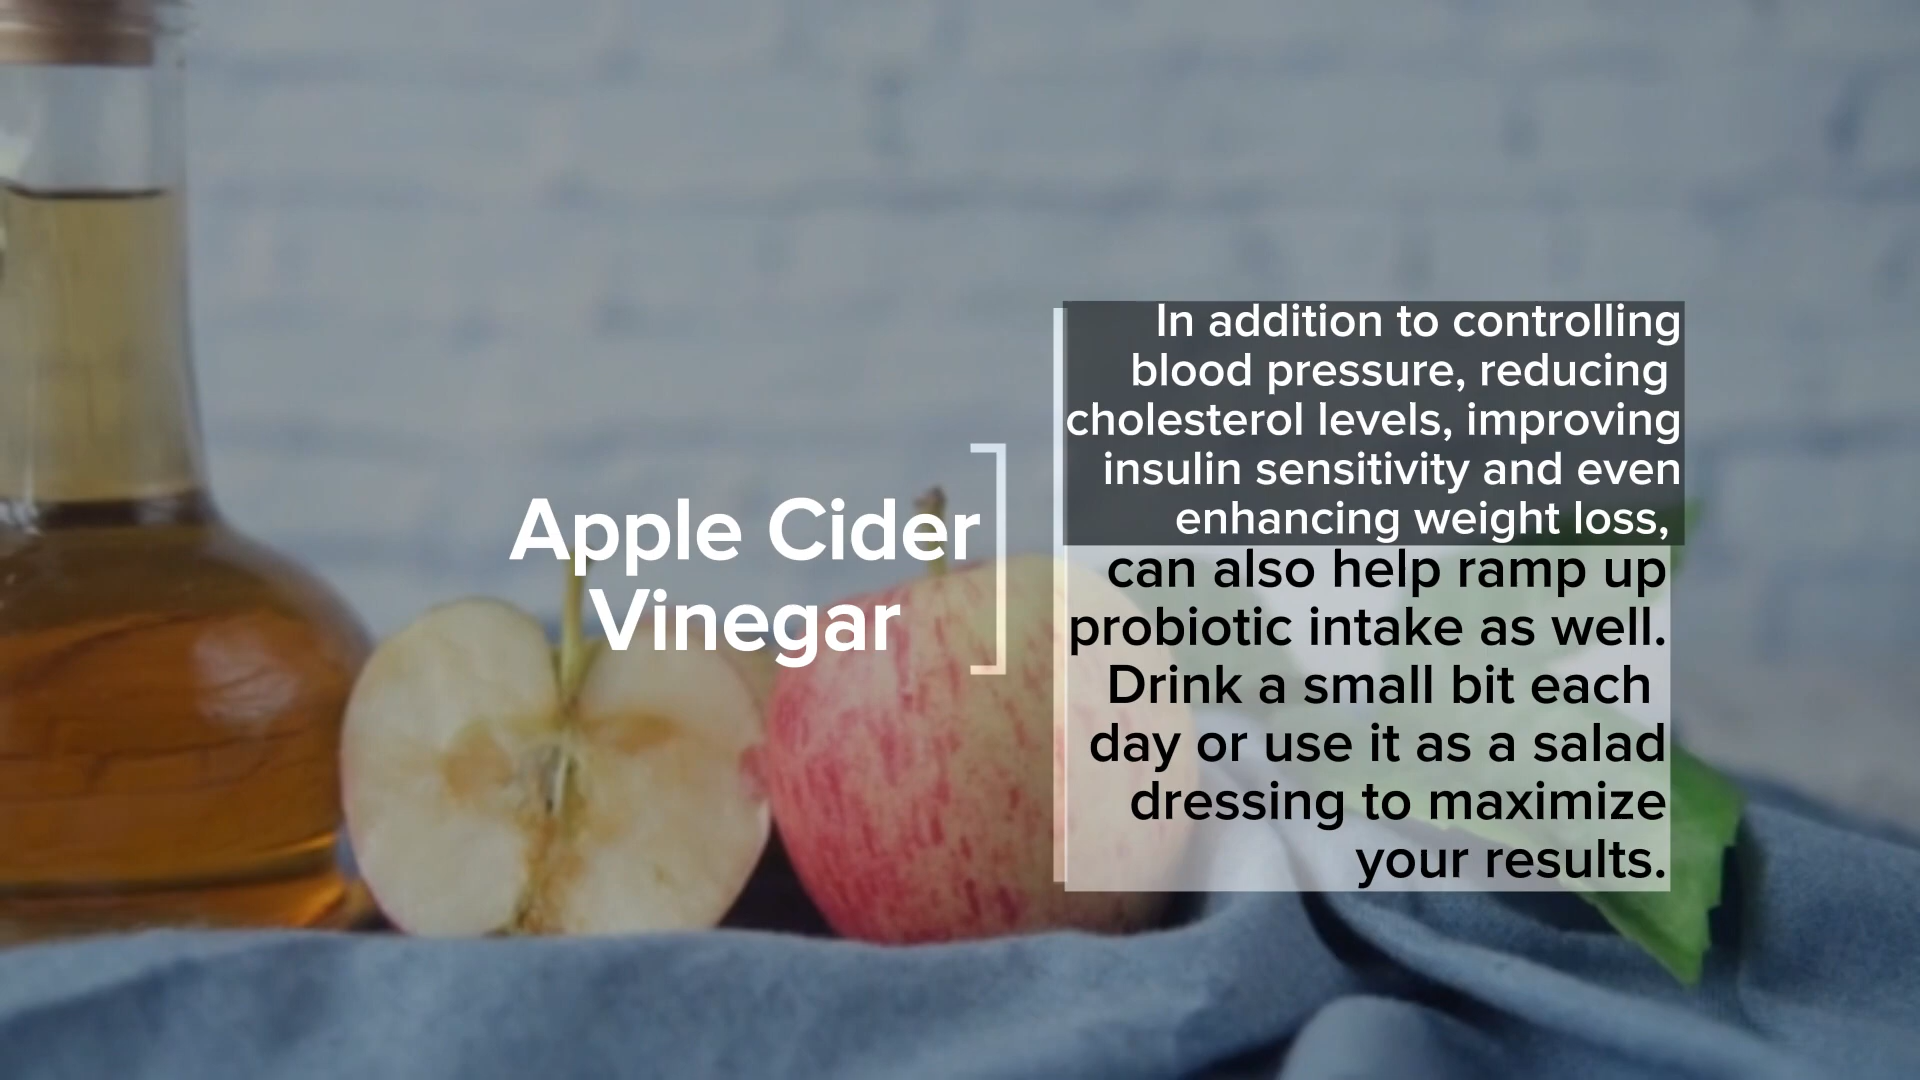 Apple Cider
Vinegar
In addition to controlling
blood pressure, reducing
cholesterol levels, improving
insulin sensitivity and even
enhancing weight loss,
can also help ramp up
probiotic intake as well.
Drink a small bit each
day or use it as a salad
dressing to maximize
your results.